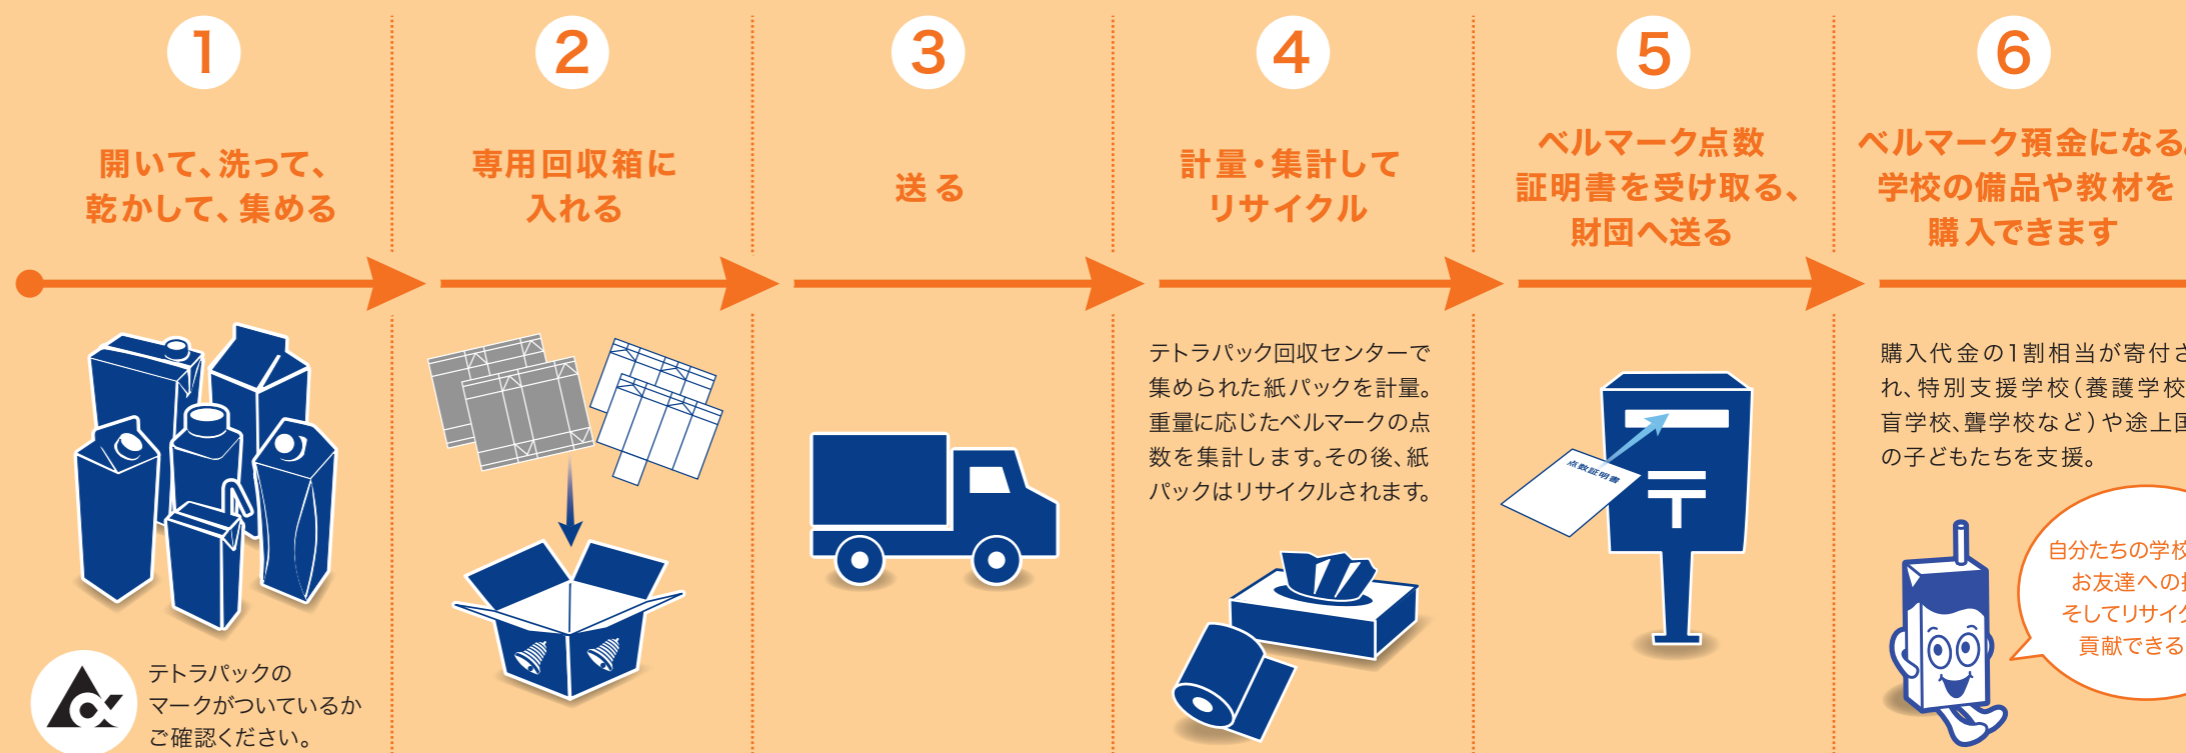 1
開いて、洗って、
乾かして、集める
テトラパックの
マークがついているか
ご確認ください。
2
専用回収箱に
入れる
3
送る
4
計量・集計して
リサイクル
テトラパック回収センターで
集められた紙パックを計量。
重量に応じたベルマークの点
数を集計します。その後、紙
パックはリサイクルされます。
5
ベルマーク点数
証明書を受け取る、
財団へ送る
点数証明書
6
ベルマーク預金になる。
学校の備品や教材を
購入できます
購入代金の1割相当が寄付さ
れ、特別支援学校(養護学校
盲学校、聾学校など)や途上国
の子どもたちを支援。
自分たちの学校
お友達への
そしてリサイク
貢献できる